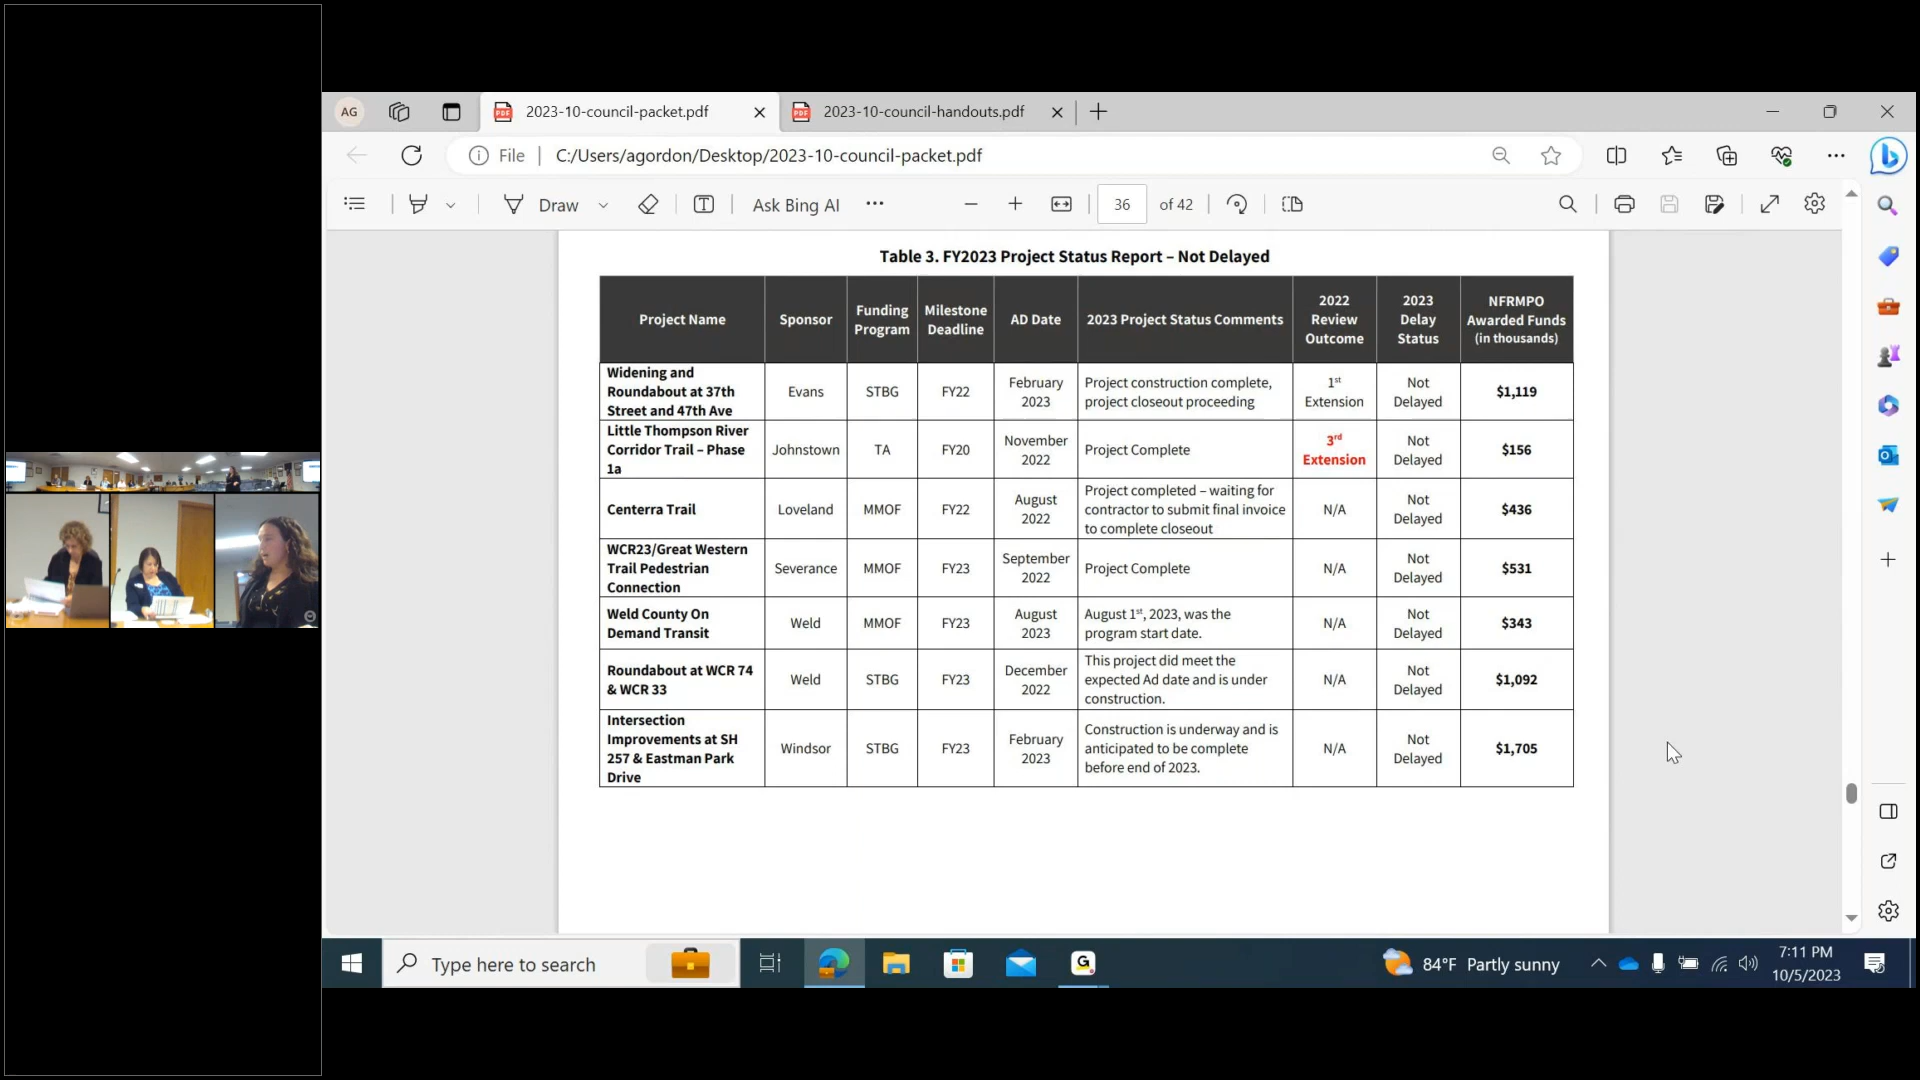 AG
2023-10-council-packet.pdf
2023-10-council-handouts.pdf
File
C:/Users/agordon/Desktop/2023-10-council-packet.pdf
Draw
Ask Bing AI
36 of 42
Table 3. FY2023 Project Status Report – Not Delayed
Project Name
Sponsor
Funding
Program
Milestone
Deadline
AD Date
2023 Project Status Comments
2022
Review
Outcome
2023
Delay
Status
NFRMPO
Awarded Funds
(in thousands)
Widening and
Roundabout at 37th
Street and 47th Ave
Evans
STBG
FY22
February
2023
Project construction complete,
project closeout proceeding
1st
Extension
Not
Delayed
$1,119
Little Thompson River
Corridor Trail – Phase
1a
Johnstown
TA
FY20
November
2022
Project Complete
3rd
Extension
Not
Delayed
$156
Centerra Trail
Loveland
MMOF
FY22
August
2022
Project completed – waiting for
contractor to submit final invoice
to complete closeout
N/A
Not
Delayed
$436
WCR23/Great Western
Trail Pedestrian
Connection
Severance
MMOF
FY23
September
2022
Project Complete
N/A
Not
Delayed
$531
Weld County On
Demand Transit
Weld
MMOF
FY23
August
2023
August 1st, 2023, was the
program start date.
N/A
Not
Delayed
$343
Roundabout at WCR 74
& WCR 33
Weld
STBG
FY23
December
2022
This project did meet the
expected Ad date and is under
construction.
N/A
Not
Delayed
$1,092
Intersection
Improvements at SH
257 & Eastman Park
Drive
Windsor
STBG
FY23
February
2023
Construction is underway and is
anticipated to be complete
before end of 2023.
N/A
Not
Delayed
$1,705
Type here to search
84°F Partly sunny
7:11 PM
10/5/2023